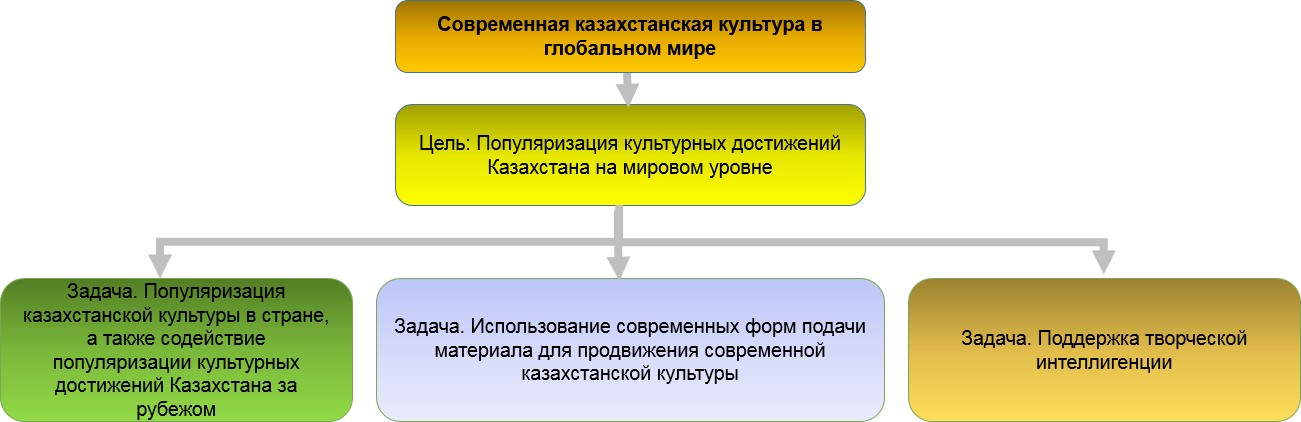 Современная казахстанская культура в
глобальном мире
Цель: Популяризация культурных достижений
Казахстана на мировом уровне
Задача. Популяризация
казахстанской культуры в стране,
а также содействие
популяризации культурных
достижений Казахстана за
рубежом
Задача. Использование современных форм подачи
материала для продвижения современной
казахстанской культуры
Задача. Поддержка творческой
интеллигенции